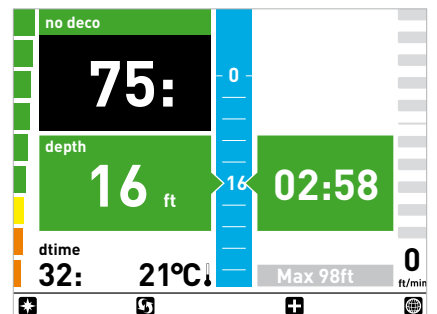 no deco
75:
0
depth
16 ft
16
02:58
dtime
32:
21°C
Max 98ft
0
ft/min